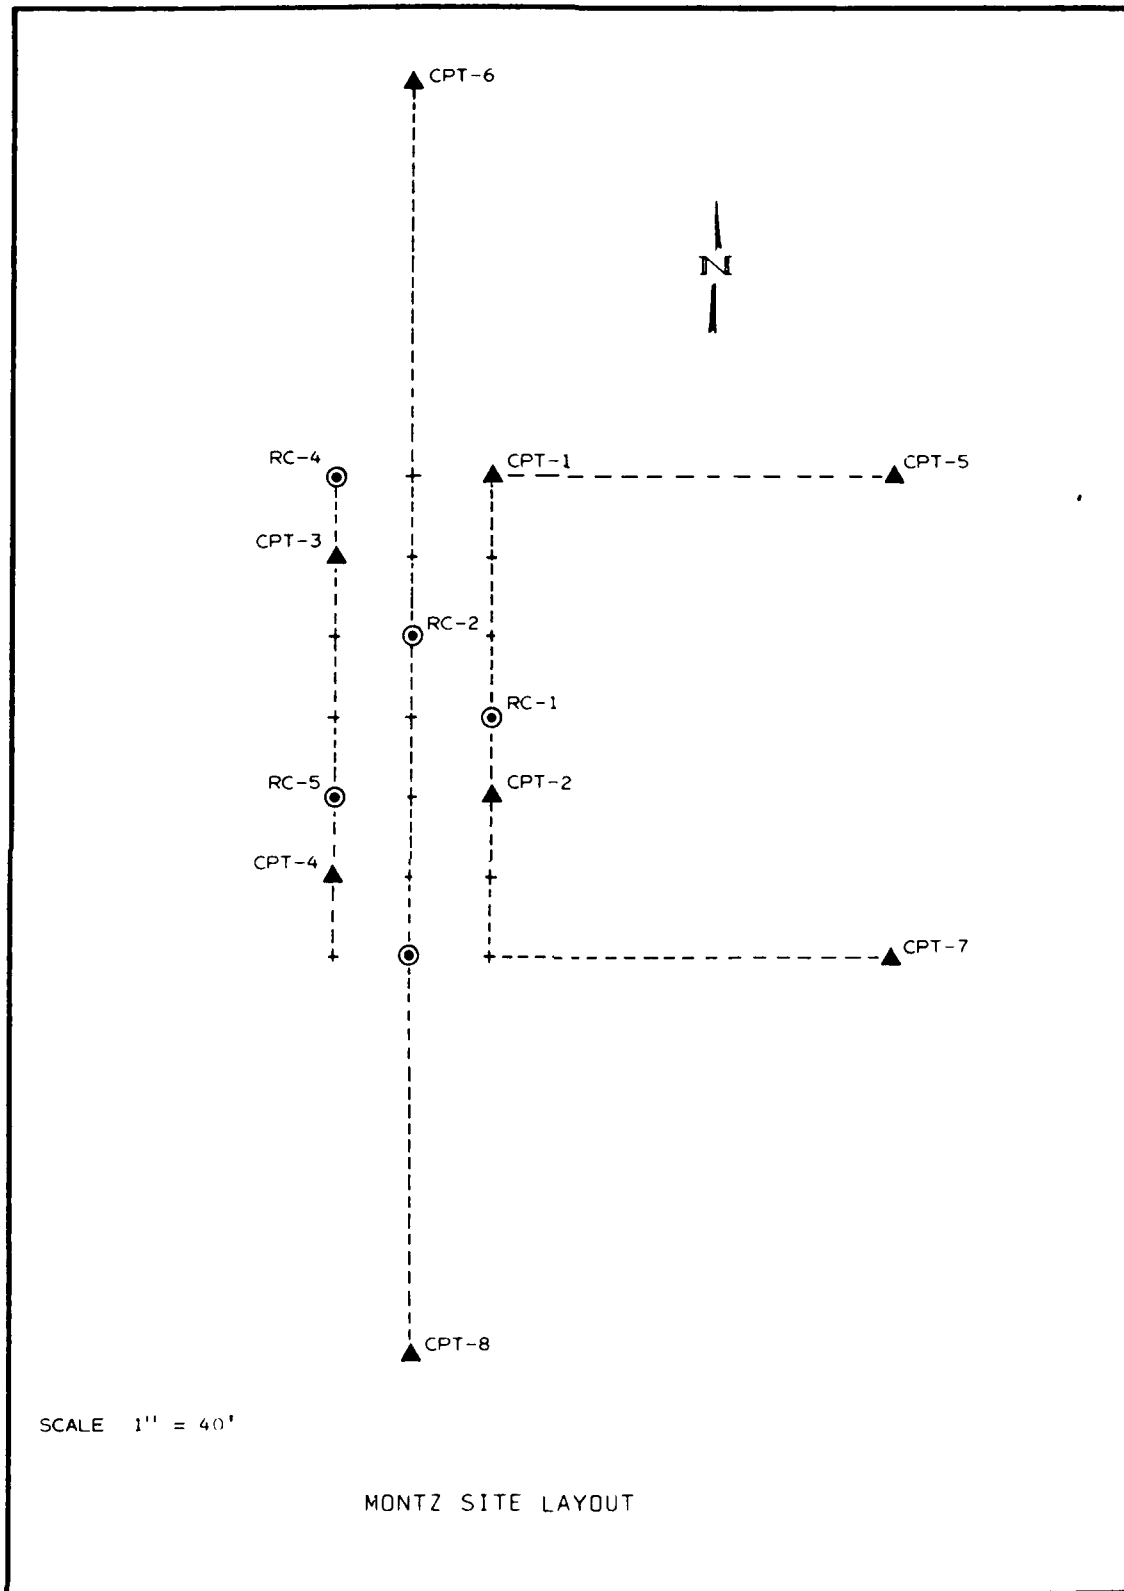 CPT-6
N
RC-4
CPT-1
CPT-5
CPT-3
RC-2
RC-1
RC-5
CPT-2
CPT-4
CPT-7
CPT-8
SCALE 1" = 40'
MONTZ SITE LAYOUT